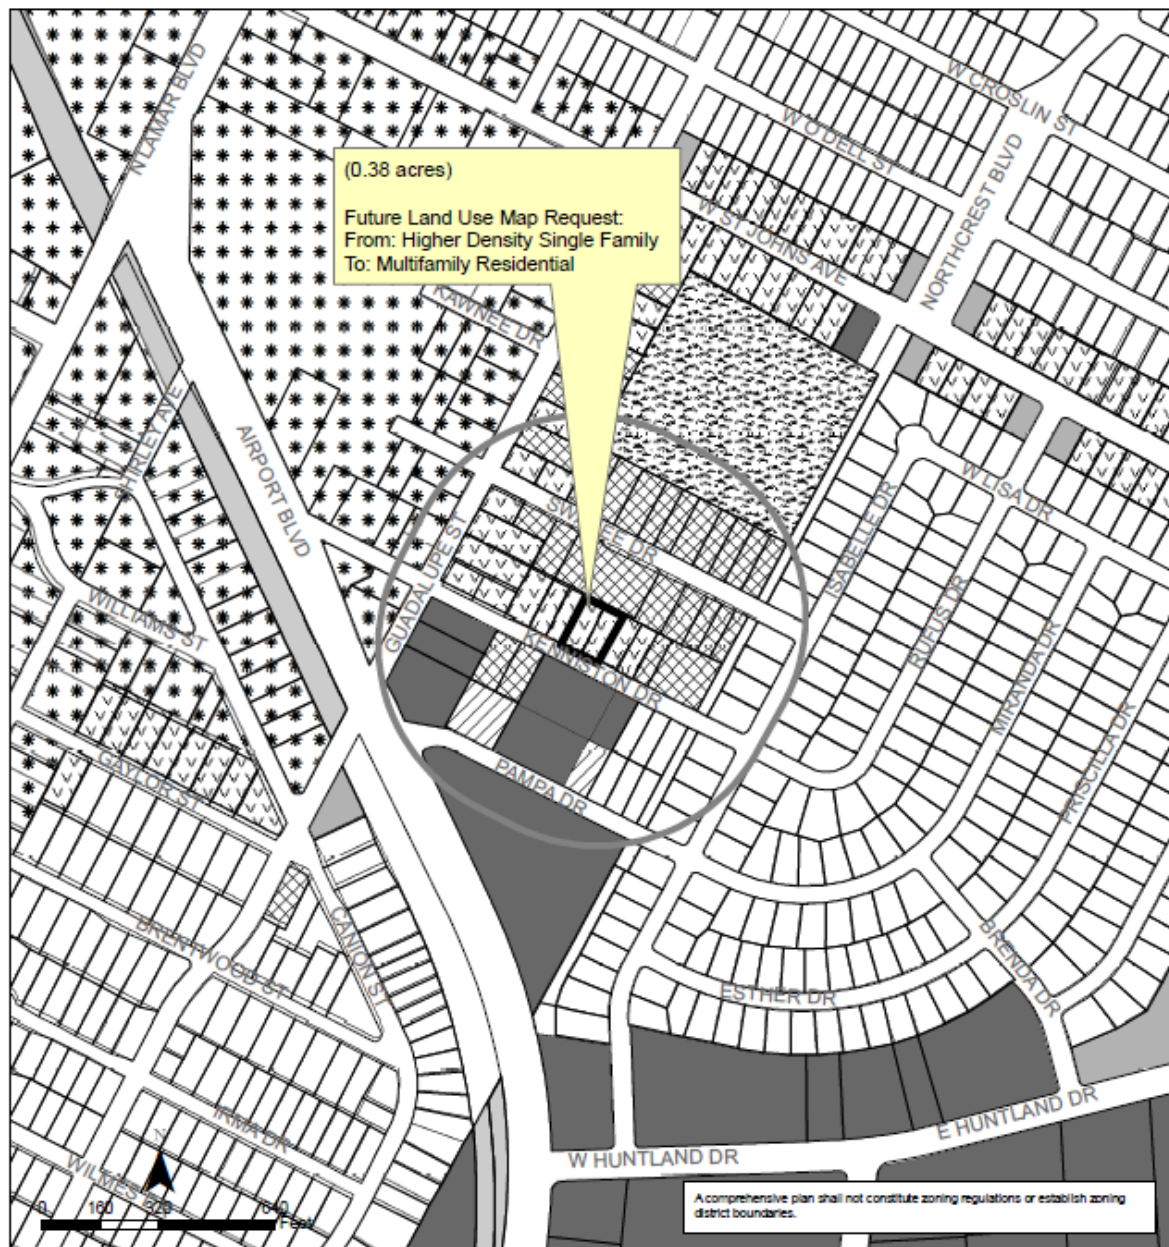 W CROSLIN ST
N LAMAR BLVD
W O DELL ST
NORTHCREST BLVD
(0.38 acres)
Future Land Use Map Request:
From: Higher Density Single Family
To: Multifamily Residential
W ST JOHNS AVE
KAWNEE DR
SHIRLEY AVE
AIRPORT BLVD
W LISA DR
ISABELLE DR
DR
GUADALUPE ST
WILLIAMS ST
RUFUS DR
KENNISTON DR
MIRANDA DR
PRISCILLA DR
GAYLOR ST
PAMPA DR
CANION ST
BRENTWOOD ST
BRENDA DR
ESTHER DR
IRMA DR
E HUNTLAND DR
W HUNTLAND DR
N
WILMES
0 160 320 640
Feet
A comprehensive plan shall not constitute zoning regulations or establish zoning
district boundaries.